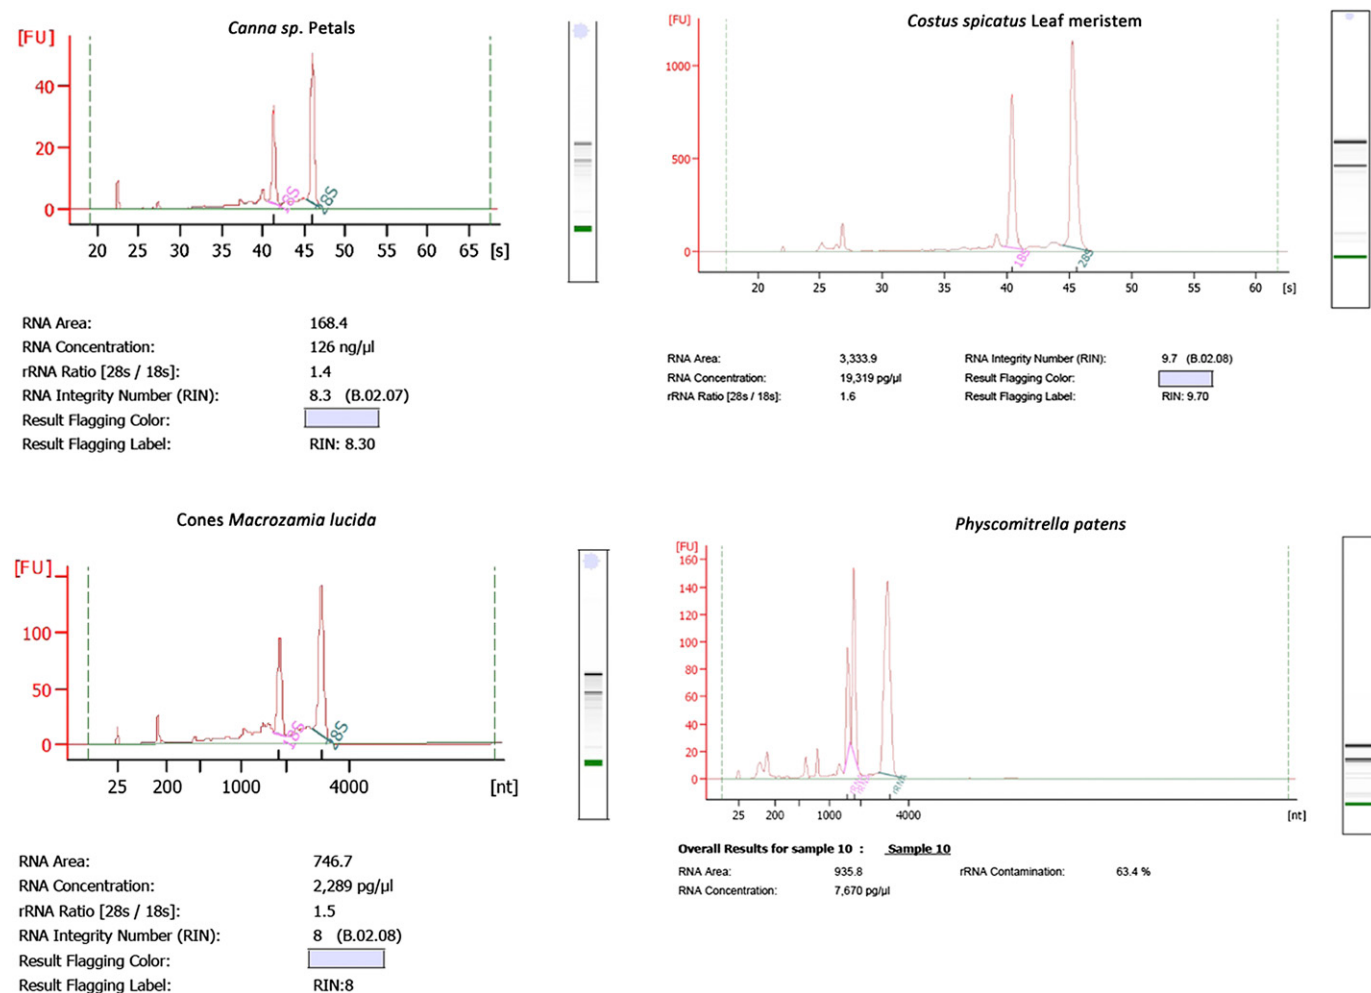 Canna sp. Petals
[FU]
40
20
0
18S
28S
20 25 30 35 40 45 50 55 60 65 [s]
RNA Area: 168.4
RNA Concentration: 126 ng/µl
rRNA Ratio [28s / 18s]: 1.4
RNA Integrity Number (RIN): 8.3 (B.02.07)
Result Flagging Color:
Result Flagging Label: RIN: 8.30
Costus spicatus Leaf meristem
[FU]
1000
500
0
18S
28S
20 25 30 35 40 45 50 55 60 [s]
RNA Area: 3,333.9 RNA Integrity Number (RIN): 9.7 (B.02.08)
RNA Concentration: 19,319 pg/µl Result Flagging Color:
rRNA Ratio [28s / 18s]: 1.6 Result Flagging Label: RIN: 9.70
Cones Macrozamia lucida
[FU]
100
50
0
18S
28S
25 200 1000 4000 [nt]
RNA Area: 746.7
RNA Concentration: 2,289 pg/µl
rRNA Ratio [28s / 18s]: 1.5
RNA Integrity Number (RIN): 8 (B.02.08)
Result Flagging Color:
Result Flagging Label: RIN:8
Physcomitrella patens
[FU]
160
140
120
100
80
60
40
20
0
25 200 1000 4000 [nt]
Overall Results for sample 10 : Sample 10
RNA Area: 935.8 rRNA Contamination: 63.4 %
RNA Concentration: 7,670 pg/µl